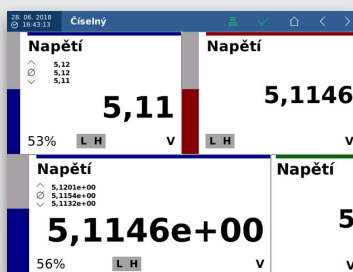 28. 06. 2018
16:43:13
Číselný
Napětí
5,12
5,12
5,11
5,11
53%
L H
V
Napětí
5,1146
L H
V
Napětí
5,1201e+00
5,1154e+00
5,1132e+00
5,1146e+00
56%
L H
V
Napětí
5
V